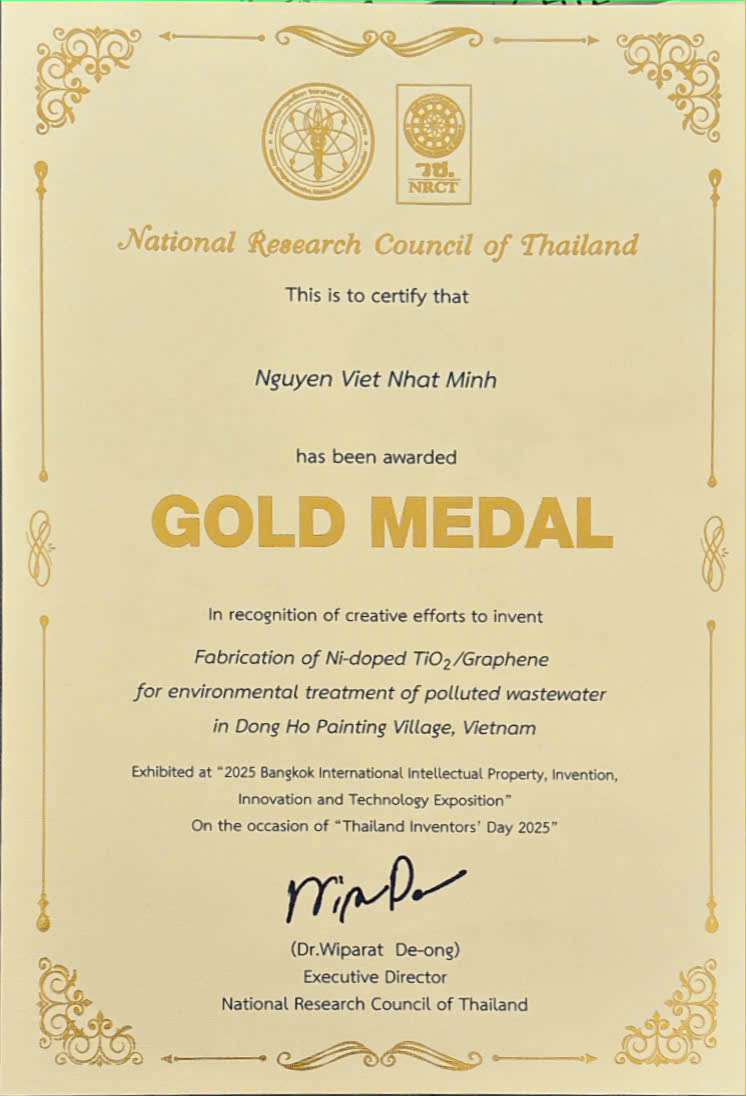 วช.
NRCT
National Research Council of Thailand
This is to certify that
Nguyen Viet Nhat Minh
has been awarded
GOLD MEDAL
In recognition of creative efforts to invent
Fabrication of Ni-doped TiO₂/Graphene
for environmental treatment of polluted wastewater
in Dong Ho Painting Village, Vietnam
Exhibited at "2025 Bangkok International Intellectual Property, Invention,
Innovation and Technology Exposition"
On the occasion of "Thailand Inventors' Day 2025"
(Dr.Wiparat De-ong)
Executive Director
National Research Council of Thailand